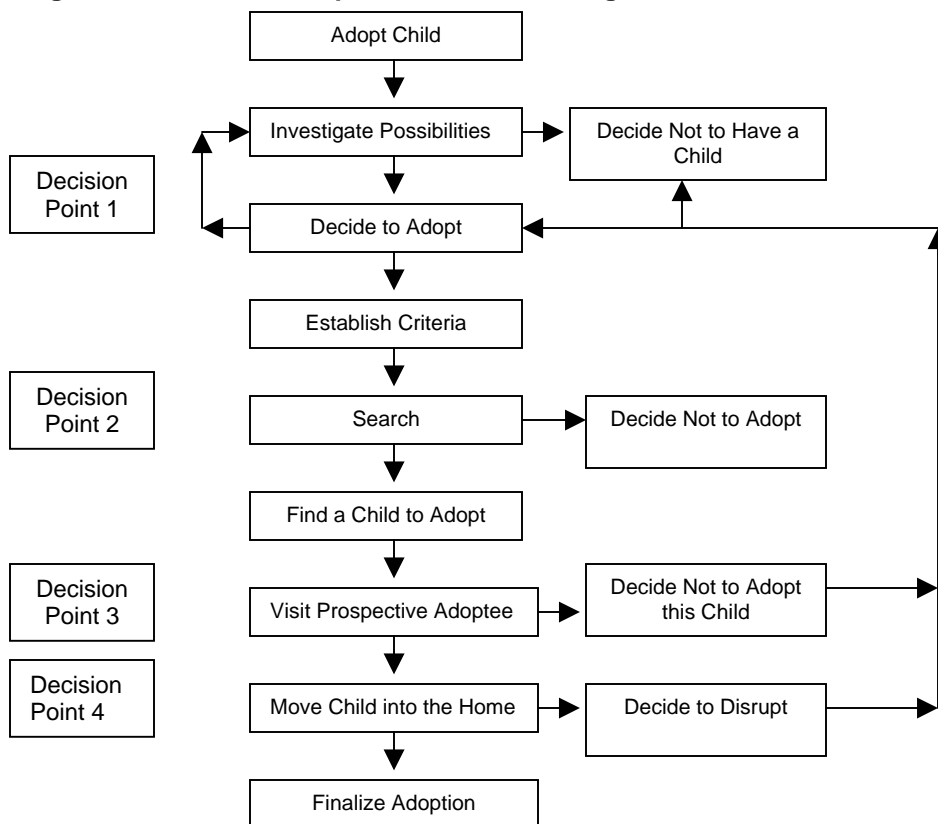 Adopt Child
Investigate Possibilities
Decide Not to Have a
Child
Decision
Point 1
Decide to Adopt
Establish Criteria
Decision
Point 2
Search
Decide Not to Adopt
Find a Child to Adopt
Decision
Point 3
Visit Prospective Adoptee
Decide Not to Adopt
this Child
Decision
Point 4
Move Child into the Home
Decide to Disrupt
Finalize Adoption